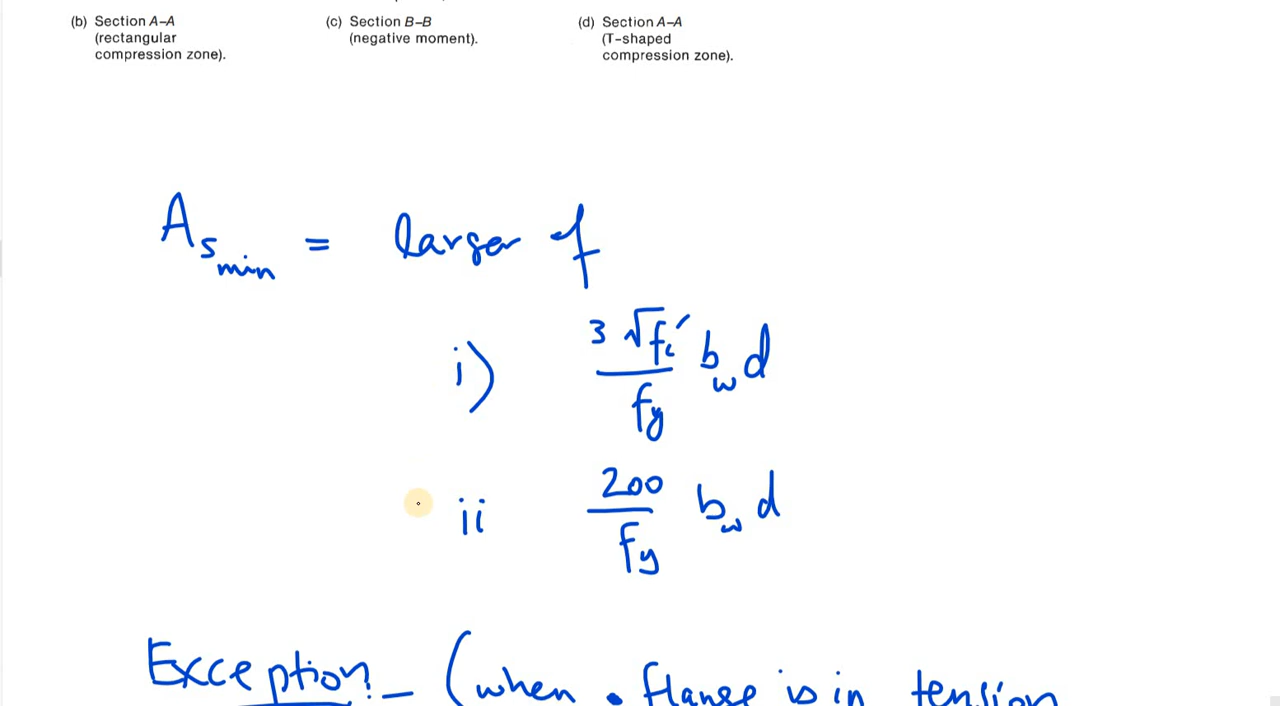 (b) Section A–A (c) Section B–B (d) Section A–A
(rectangular (negative moment). (T-shaped
compression zone). compression zone).
As min = larger of
i) 3 √fc′ / fy bw d
ii 200 / fy bw d
Exception – (when • flange is in tension